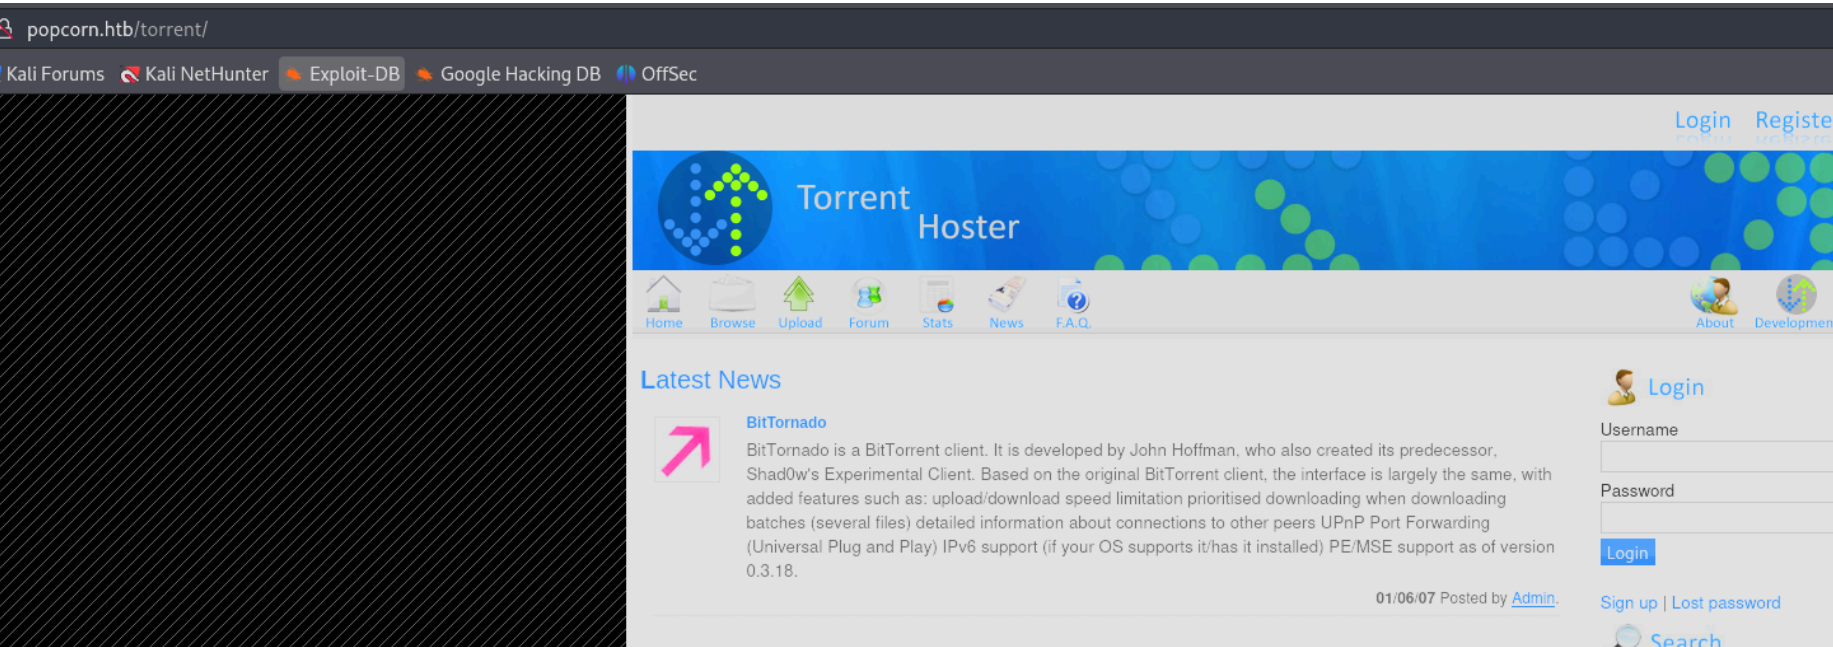 popcorn.htb/torrent/
Kali Forums Kali NetHunter Exploit-DB Google Hacking DB OffSec
Login Registe
Torrent
Hoster
Home Browse Upload Forum Stats News F.A.Q. About Developmen
Latest News
BitTornado
BitTornado is a BitTorrent client. It is developed by John Hoffman, who also created its predecessor,
Shad0w's Experimental Client. Based on the original BitTorrent client, the interface is largely the same, with
added features such as: upload/download speed limitation prioritised downloading when downloading
batches (several files) detailed information about connections to other peers UPnP Port Forwarding
(Universal Plug and Play) IPv6 support (if your OS supports it/has it installed) PE/MSE support as of version
0.3.18.
01/06/07 Posted by Admin.
Login
Username
Password
Login
Sign up | Lost password
Search